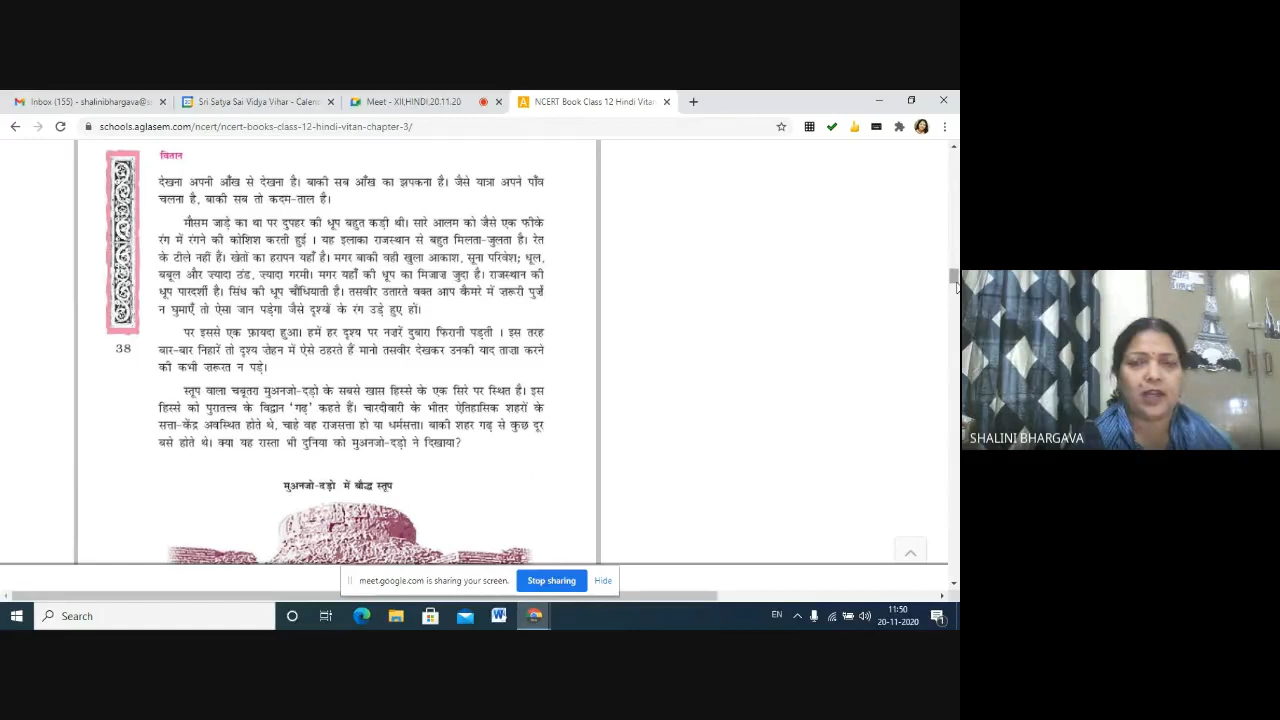 Inbox (155) - shalinibhargava@s
Sri Satya Sai Vidya Vihar - Calen
Meet - XII,HINDI,20.11.20
NCERT Book Class 12 Hindi Vitan
schools.aglasem.com/ncert/ncert-books-class-12-hindi-vitan-chapter-3/
वितान
देखना अपनी आँख से देखना है। बाकी सब आँख का झपकना है। जैसे यात्रा अपने पाँव
चलना है, बाकी सब तो कदम-ताल है।
मौसम जाड़े का था पर दुपहर की धूप बहुत कड़ी थी। सारे आलम को जैसे एक फीके
रंग में रंगने की कोशिश करती हुई । यह इलाका राजस्थान से बहुत मिलता-जुलता है। रेत
के टीले नहीं हैं। खेतों का हरापन यहाँ है। मगर बाकी वही खुला आकाश, सूना परिवेश; धूल,
बबूल और ज्यादा ठंड, ज्यादा गरमी। मगर यहाँ की धूप का मिजाज़ जुदा है। राजस्थान की
धूप पारदर्शी है। सिंध की धूप चौंधियाती है। तसवीर उतारते वक्त आप कैमरे में ज़रूरी पुर्जे
न घुमाएँ तो ऐसा जान पड़ेगा जैसे दृश्यों के रंग उड़े हुए हों।
पर इससे एक फ़ायदा हुआ। हमें हर दृश्य पर नजरें दुबारा फिरानी पड़ती । इस तरह
बार-बार निहारें तो दृश्य ज़ेहन में ऐसे ठहरते हैं मानो तसवीर देखकर उनकी याद ताजा करने
की कभी ज़रूरत न पड़े।
स्तूप वाला चबूतरा मुअनजो-दड़ो के सबसे खास हिस्से के एक सिरे पर स्थित है। इस
हिस्से को पुरातत्त्व के विद्वान 'गढ़' कहते हैं। चारदीवारी के भीतर ऐतिहासिक शहरों के
सत्ता-केंद्र अवस्थित होते थे, चाहे वह राजसत्ता हो या धर्मसत्ता। बाकी शहर गढ़ से कुछ दूर
बसे होते थे। क्या यह रास्ता भी दुनिया को मुअनजो-दड़ो ने दिखाया?
38
मुअनजो-दड़ो में बौद्ध स्तूप
SHALINI BHARGAVA
meet.google.com is sharing your screen.
Stop sharing
Hide
Search
EN
11:50
20-11-2020